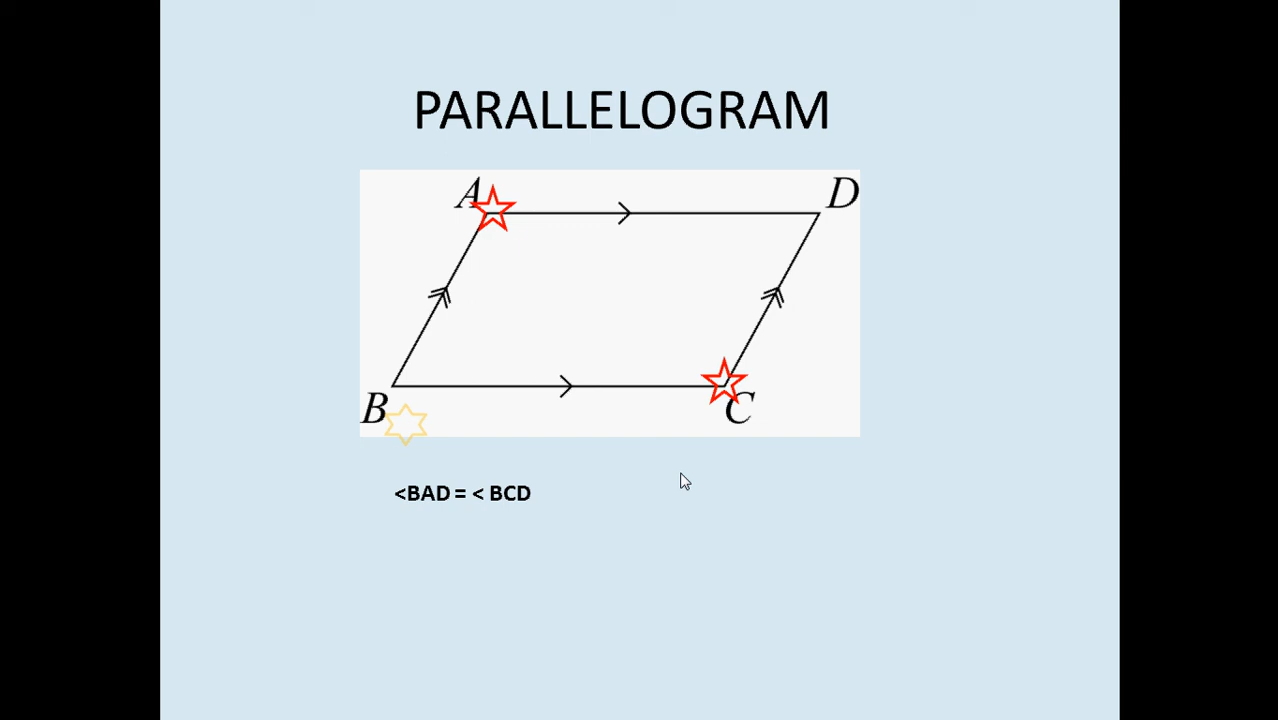 PARALLELOGRAM
A
D
B
C
<BAD = < BCD